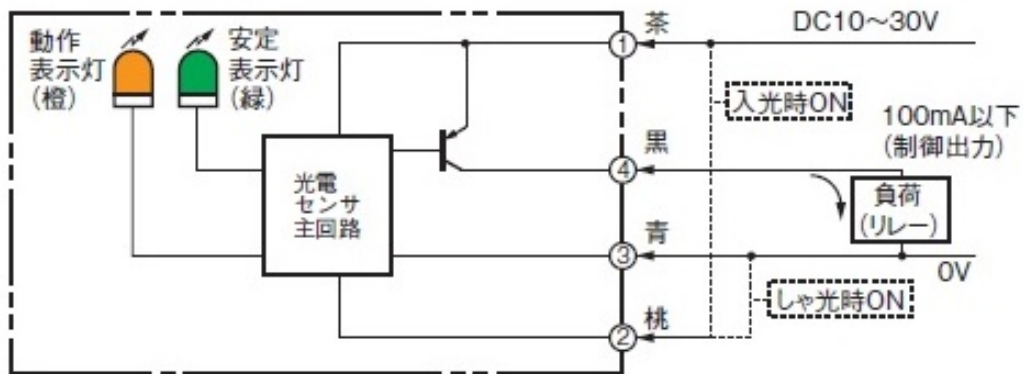 動作
表示灯
(橙)
安定
表示灯
(緑)
光電
センサ
主回路
① 茶
DC10～30V
入光時ON
100mA以下
(制御出力)
④ 黒
負荷
(リレー)
③ 青
0V
しゃ光時ON
② 桃